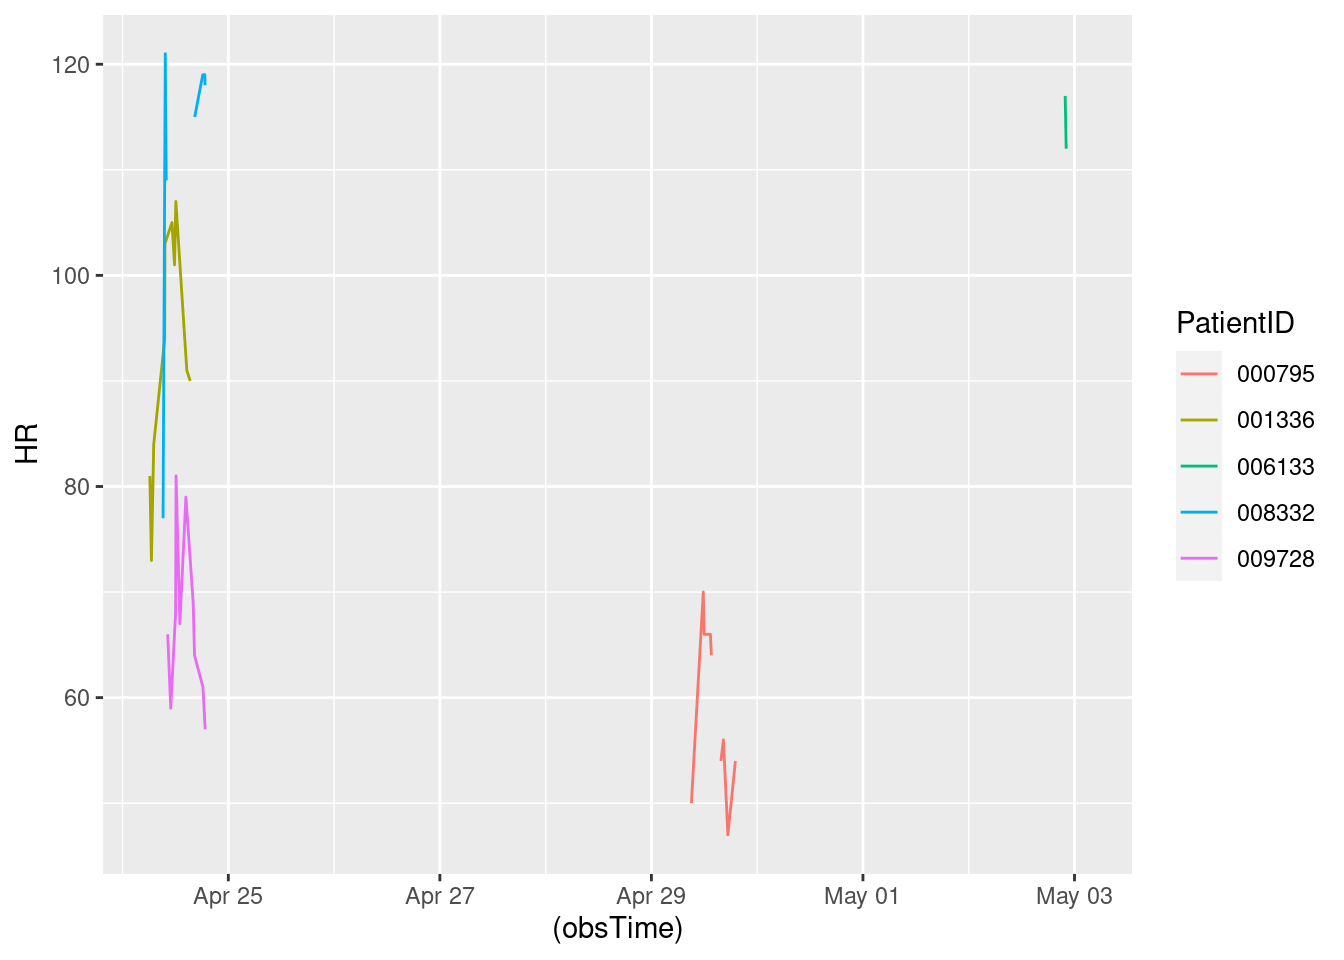 120
100
80
60
HR
Apr 25
Apr 27
Apr 29
May 01
May 03
(obsTime)
PatientID
000795
001336
006133
008332
009728